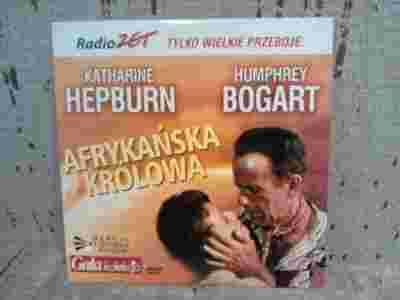 Radio ZET TYLKO WIELKIE PRZEBOJE
KATHARINE HEPBURN
HUMPHREY BOGART
AFRYKAŃSKA
KRÓLOWA
Gala